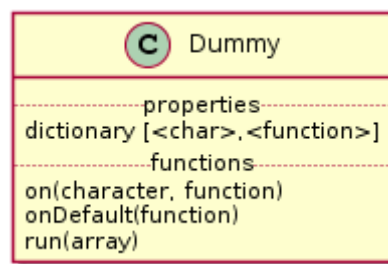 C Dummy
properties
dictionary [<char>,<function>]
functions
on(character, function)
onDefault(function)
run(array)